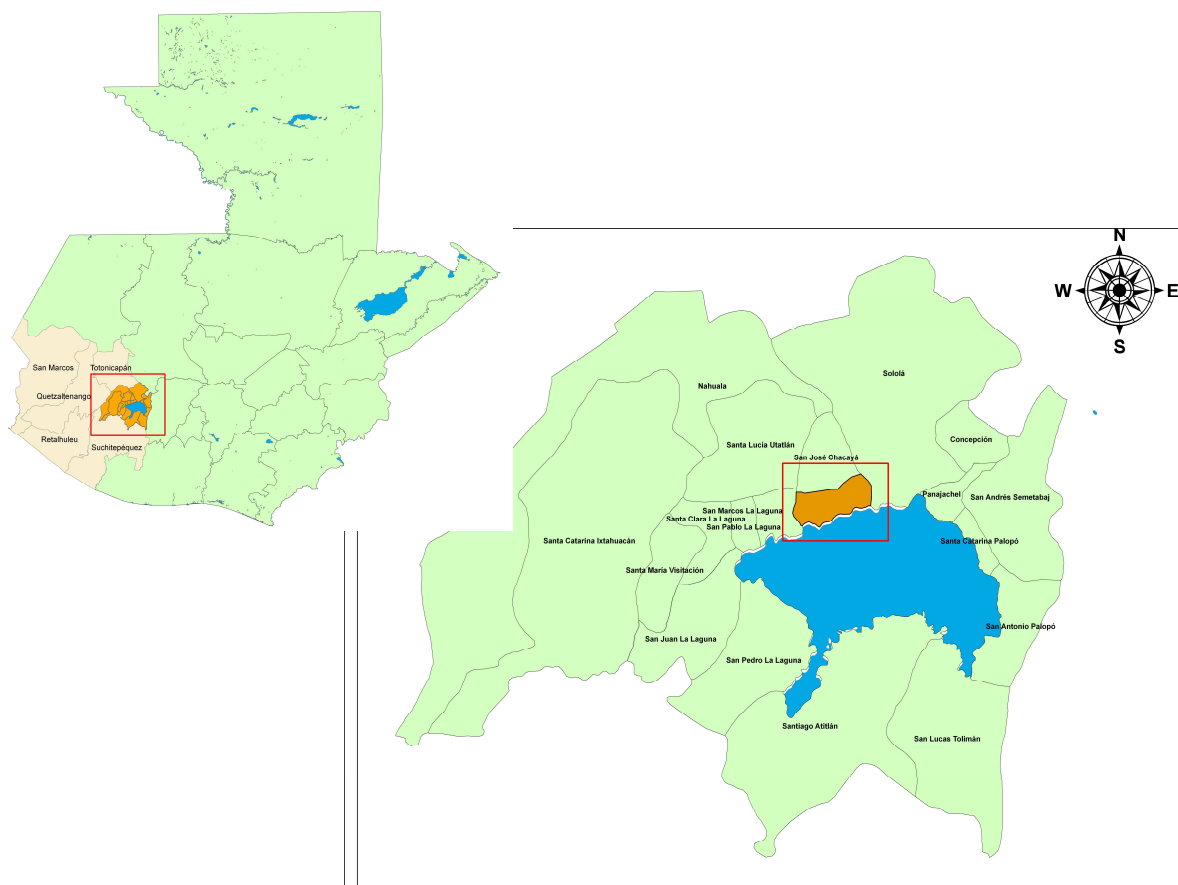 N
W
E
S
San Marcos
Totonicapán
Quetzaltenango
Retalhuleu
Suchitepéquez
Sololá
Nahuala
Santa Lucía Utatlán
Concepción
San José Chacayá
Panajachel
San Andrés Semetabaj
San Marcos La Laguna
Santa Clara La Laguna
San Pablo La Laguna
Santa Catarina Ixtahuacán
Santa Catarina Palopó
Santa María Visitación
San Antonio Palopó
San Juan La Laguna
San Pedro La Laguna
Santiago Atitlán
San Lucas Tolimán